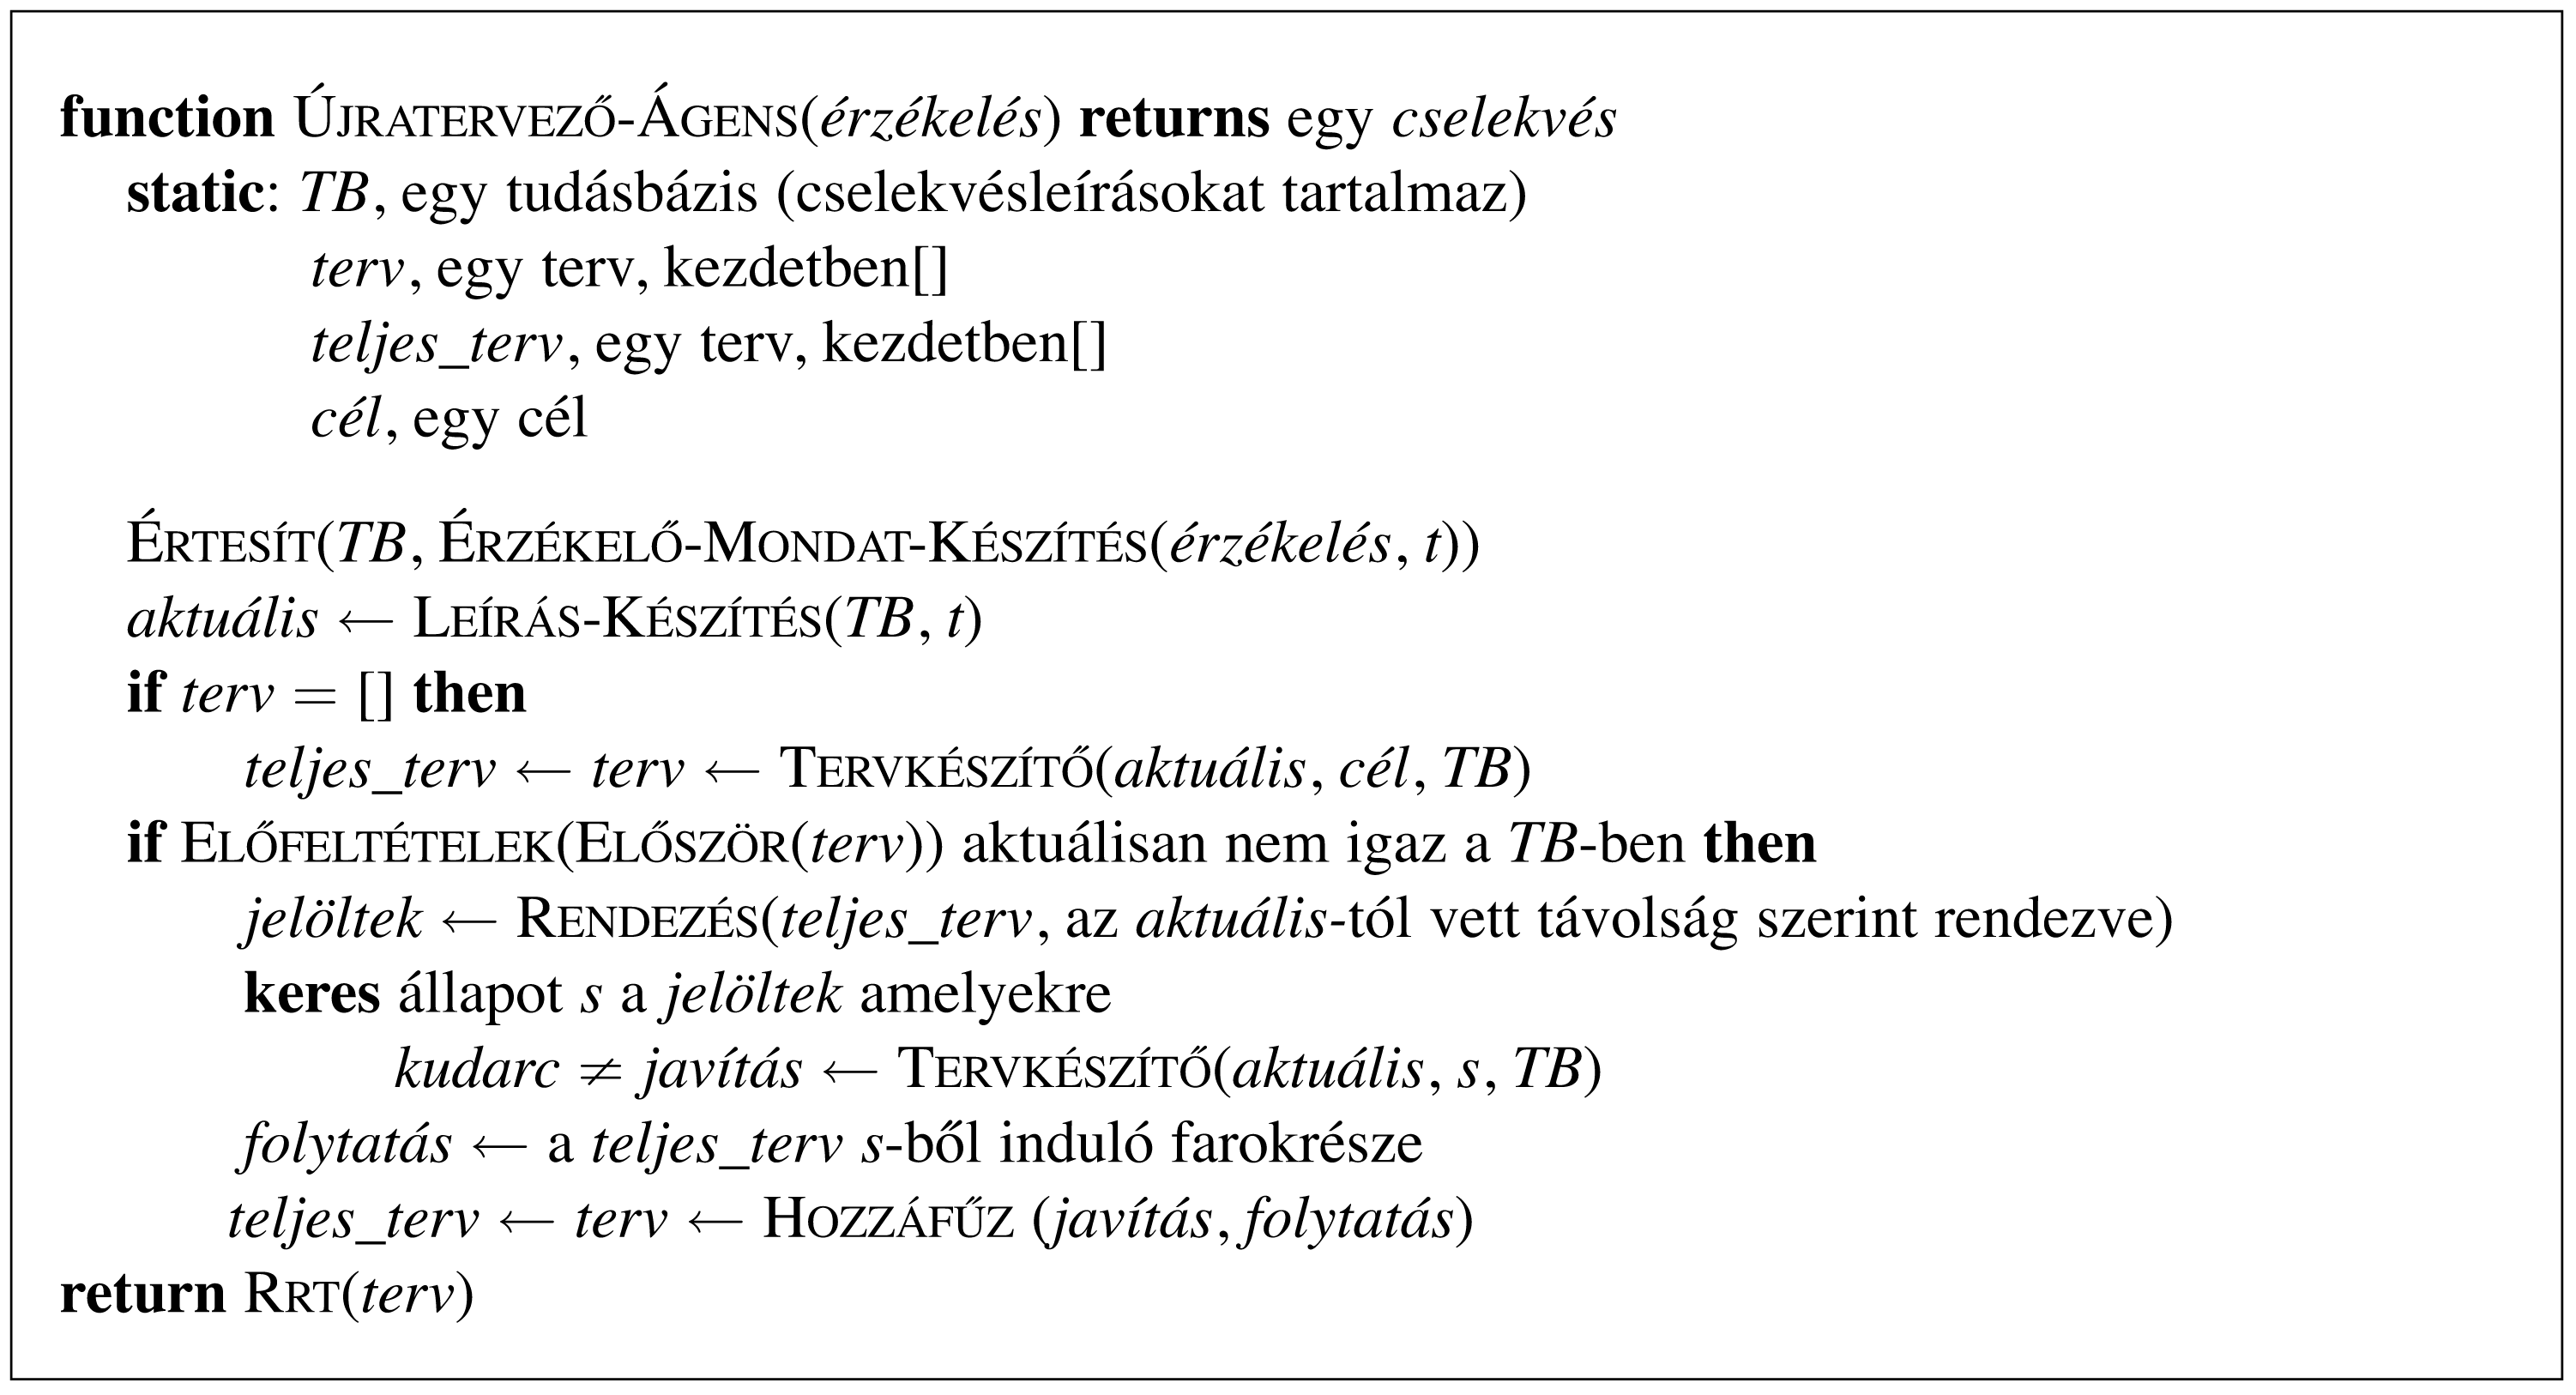 function Újratervező-Ágens(érzékelés) returns egy cselekvés
static: TB, egy tudásbázis (cselekvésleírásokat tartalmaz)
terv, egy terv, kezdetben[]
teljes_terv, egy terv, kezdetben[]
cél, egy cél
Értesít(TB, Érzékelő-Mondat-Készítés(érzékelés, t))
aktuális ← Leírás-Készítés(TB, t)
if terv = [] then
teljes_terv ← terv ← Tervkészítő(aktuális, cél, TB)
if Előfeltételek(Először(terv)) aktuálisan nem igaz a TB-ben then
jelöltek ← Rendezés(teljes_terv, az aktuális-tól vett távolság szerint rendezve)
keres állapot s a jelöltek amelyekre
kudarc ≠ javítás ← Tervkészítő(aktuális, s, TB)
folytatás ← a teljes_terv s-ből induló farokrésze
teljes_terv ← terv ← Hozzáfűz (javítás, folytatás)
return Rrt(terv)